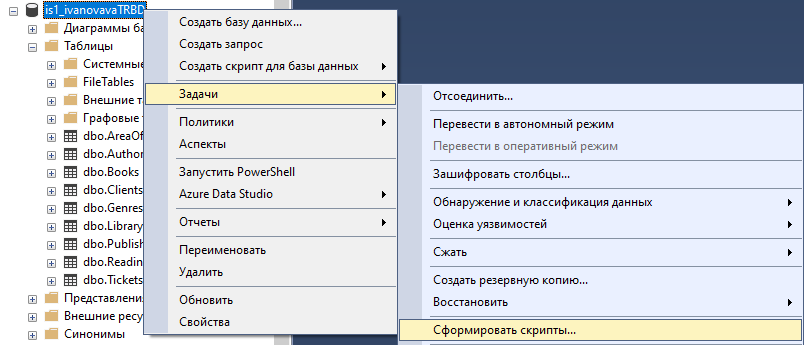 is1_ivanovavaTRBD
Диаграммы ба
Таблицы
Системные
FileTables
Внешние т
Графовые
dbo.AreaOf
dbo.Author
dbo.Books
dbo.Clients
dbo.Genres
dbo.Library
dbo.Publish
dbo.Readin
dbo.Tickets
Представления
Внешние ресу
Синонимы
Создать базу данных...
Создать запрос
Создать скрипт для базы данных
Задачи
Политики
Аспекты
Запустить PowerShell
Azure Data Studio
Отчеты
Переименовать
Удалить
Обновить
Свойства
Отсоединить...
Перевести в автономный режим
Перевести в оперативный режим
Зашифровать столбцы...
Обнаружение и классификация данных
Оценка уязвимостей
Сжать
Создать резервную копию...
Восстановить
Сформировать скрипты...